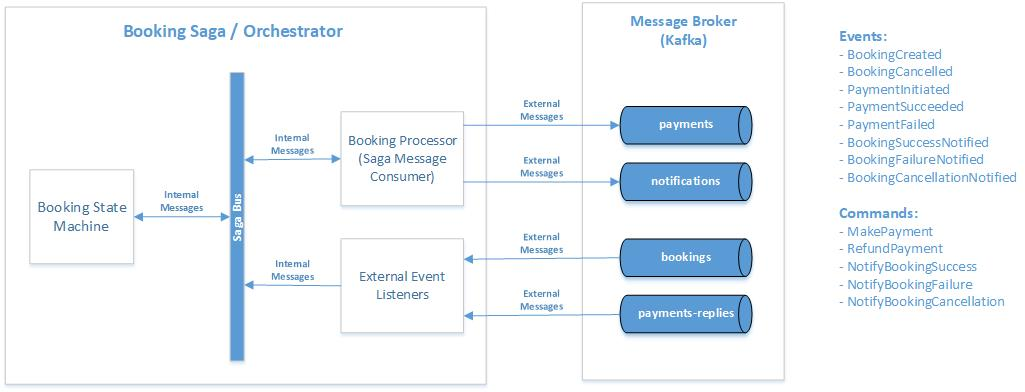 Booking Saga / Orchestrator
Message Broker
(Kafka)
Booking State
Machine
Internal
Messages
Saga Bus
Internal
Messages
Booking Processor
(Saga Message
Consumer)
Internal
Messages
External Event
Listeners
External
Messages
payments
External
Messages
notifications
External
Messages
bookings
External
Messages
payments-replies
Events:
- BookingCreated
- BookingCancelled
- PaymentInitiated
- PaymentSucceeded
- PaymentFailed
- BookingSuccessNotified
- BookingFailureNotified
- BookingCancellationNotified
Commands:
- MakePayment
- RefundPayment
- NotifyBookingSuccess
- NotifyBookingFailure
- NotifyBookingCancellation